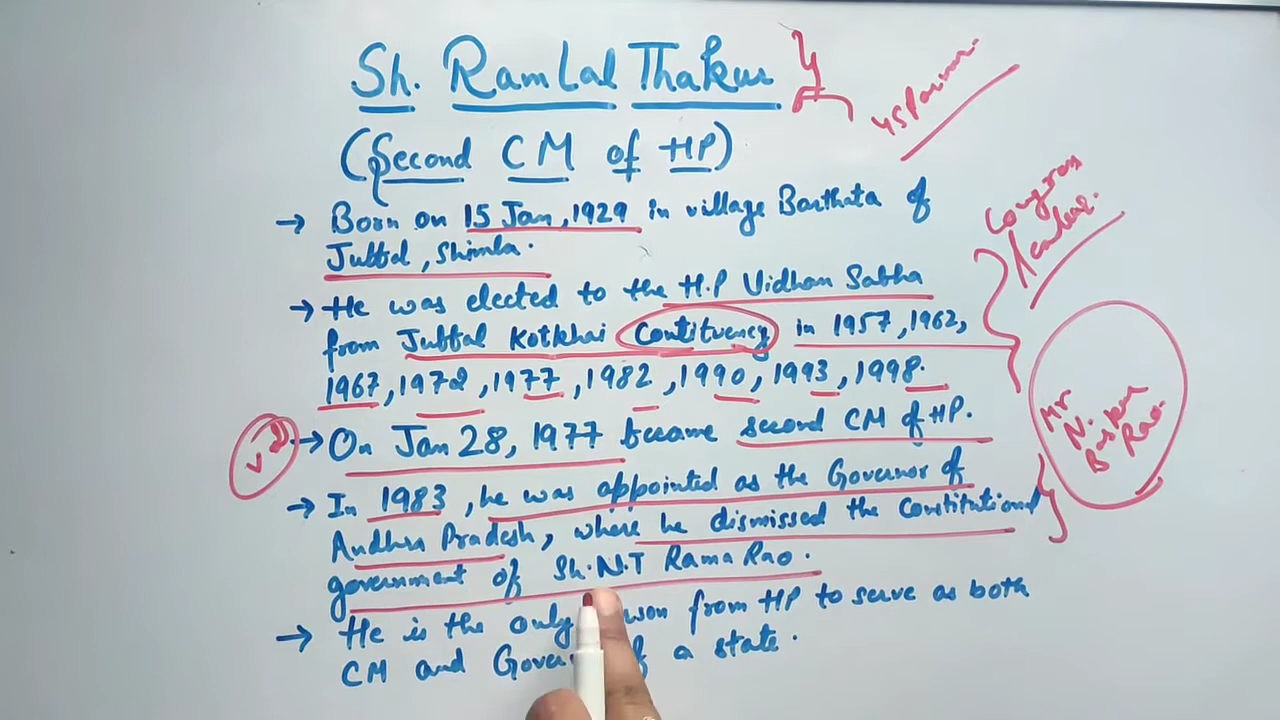 Sh. Ram Lal Thakur
(Second CM of HP)
→ Born on 15 Jan, 1929 in village Barthata of
Jubbal, Shimla.
→ He was elected to the H.P Vidhan Sabha
from Jubbal Kotkhai Contituency in 1957, 1962,
1967, 1972, 1977, 1982, 1990, 1993, 1998.
→ On Jan 28, 1977 became second CM of HP.
→ In 1983, he was appointed as the Governor of
Andhra Pradesh, where he dismissed the constitutional
government of Sh. N.T Rama Rao.
→ He is the only from HP to serve as both
CM and of a state.
Congress
leader.
Mr
N.
Baskar
Rao.